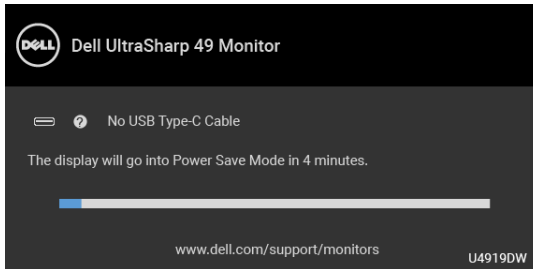 DELL Dell UltraSharp 49 Monitor
? No USB Type-C Cable
The display will go into Power Save Mode in 4 minutes.
www.dell.com/support/monitors
U4919DW